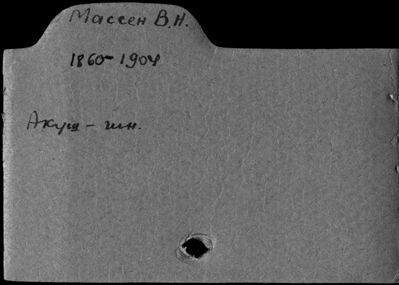 Массен В.Н.
1860-1904
Акуш - гин.